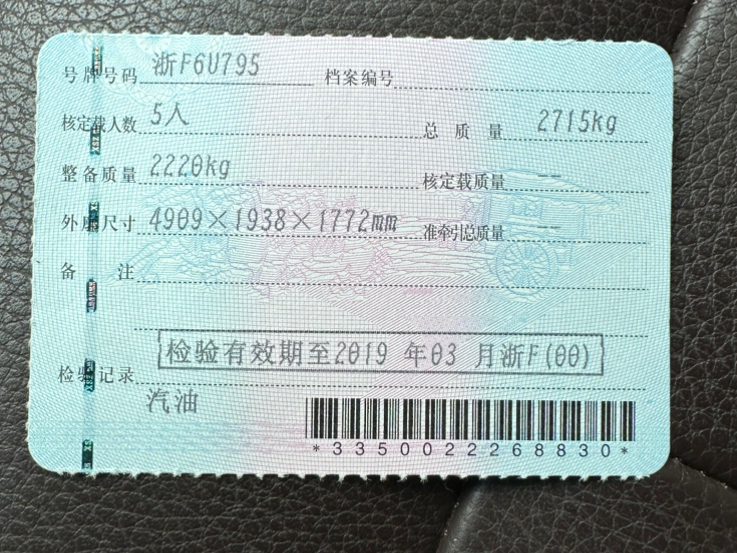 号牌号码 浙F6U795 档案编号
核定载人数 5人 总质量 2715kg
整备质量 2220kg 核定载质量 --
外廓尺寸 4909×1938×1772mm 准牵引总质量 --
备注
检验有效期至2019年03月浙F(00)
检验记录
汽油
*3350022268830*